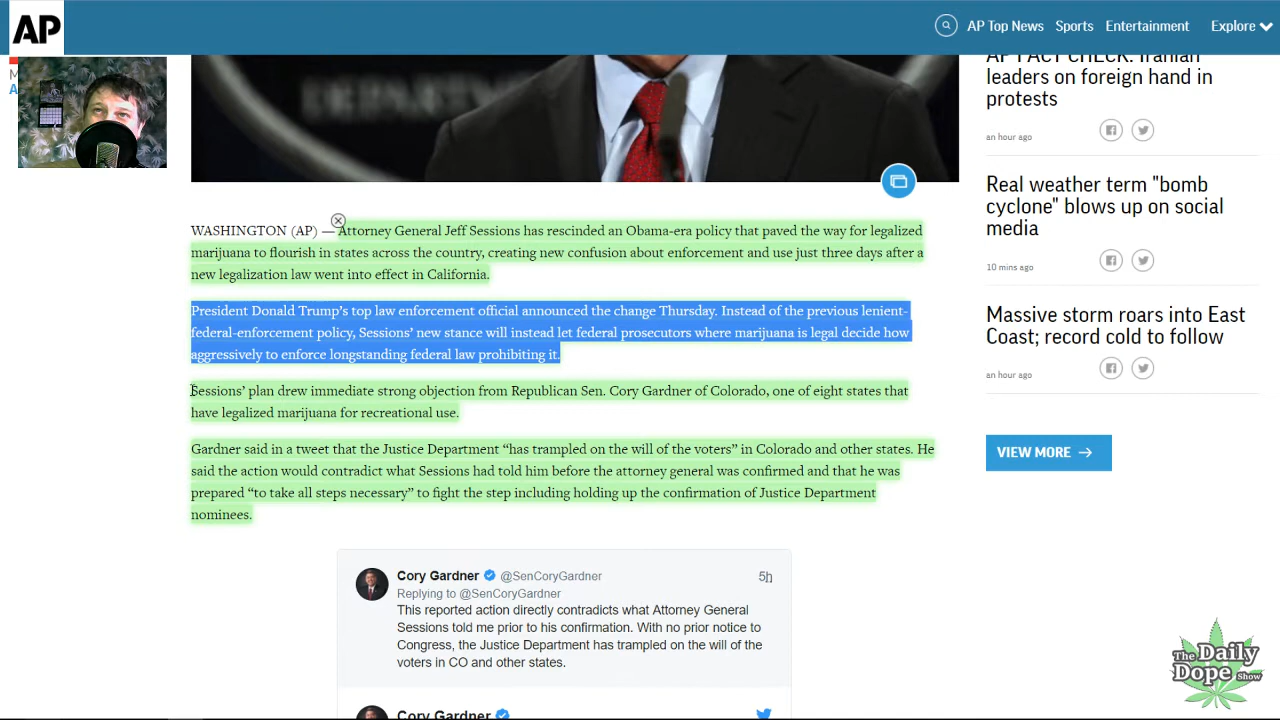 AP
AP Top News
Sports
Entertainment
Explore
M
A
DEPAR
WASHINGTON (AP) — Attorney General Jeff Sessions has rescinded an Obama-era policy that paved the way for legalized
marijuana to flourish in states across the country, creating new confusion about enforcement and use just three days after a
new legalization law went into effect in California.
President Donald Trump’s top law enforcement official announced the change Thursday. Instead of the previous lenient-
federal-enforcement policy, Sessions’ new stance will instead let federal prosecutors where marijuana is legal decide how
aggressively to enforce longstanding federal law prohibiting it.
Sessions’ plan drew immediate strong objection from Republican Sen. Cory Gardner of Colorado, one of eight states that
have legalized marijuana for recreational use.
Gardner said in a tweet that the Justice Department “has trampled on the will of the voters” in Colorado and other states. He
said the action would contradict what Sessions had told him before the attorney general was confirmed and that he was
prepared “to take all steps necessary” to fight the step including holding up the confirmation of Justice Department
nominees.
Cory Gardner @SenCoryGardner 5h
Replying to @SenCoryGardner
This reported action directly contradicts what Attorney General
Sessions told me prior to his confirmation. With no prior notice to
Congress, the Justice Department has trampled on the will of the
voters in CO and other states.
Cory Gardner
AP FACT CHECK: Iranian
leaders on foreign hand in
protests
an hour ago
Real weather term "bomb
cyclone" blows up on social
media
10 mins ago
Massive storm roars into East
Coast; record cold to follow
an hour ago
VIEW MORE
The Daily
Dope Show